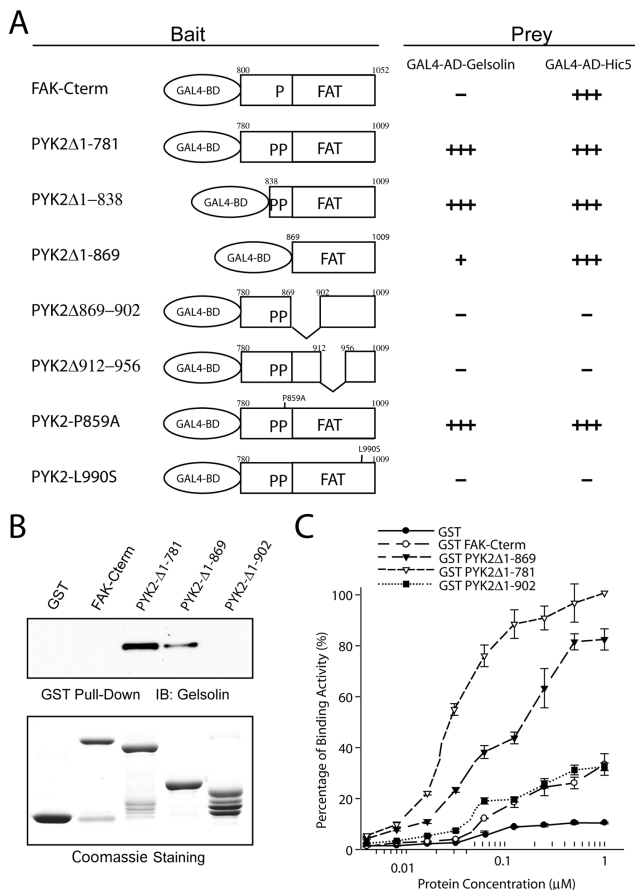 A
Bait
Prey
GAL4-AD-Gelsolin GAL4-AD-Hic5
FAK-Cterm GAL4-BD 800 P FAT 1052 – +++
PYK2Δ1-781 GAL4-BD 780 PP FAT 1009 +++ +++
PYK2Δ1–838 GAL4-BD 838 PP FAT 1009 +++ +++
PYK2Δ1-869 GAL4-BD 869 FAT 1009 + +++
PYK2Δ869–902 GAL4-BD 780 PP 869 902 1009 – –
PYK2Δ912–956 GAL4-BD 780 PP 912 956 1009 – –
PYK2-P859A GAL4-BD 780 PP P859A FAT 1009 +++ +++
PYK2-L990S GAL4-BD 780 PP FAT L990S 1009 – –
B
GST FAK-Cterm PYK2-Δ1-781 PYK2-Δ1-869 PYK2-Δ1-902
GST Pull-Down IB: Gelsolin
Coomassie Staining
C
GST
GST FAK-Cterm
GST PYK2Δ1-869
GST PYK2Δ1-781
GST PYK2Δ1-902
Percentage of Binding Activity (%)
100
80
60
40
20
0
0.01 0.1 1
Protein Concentration (μM)